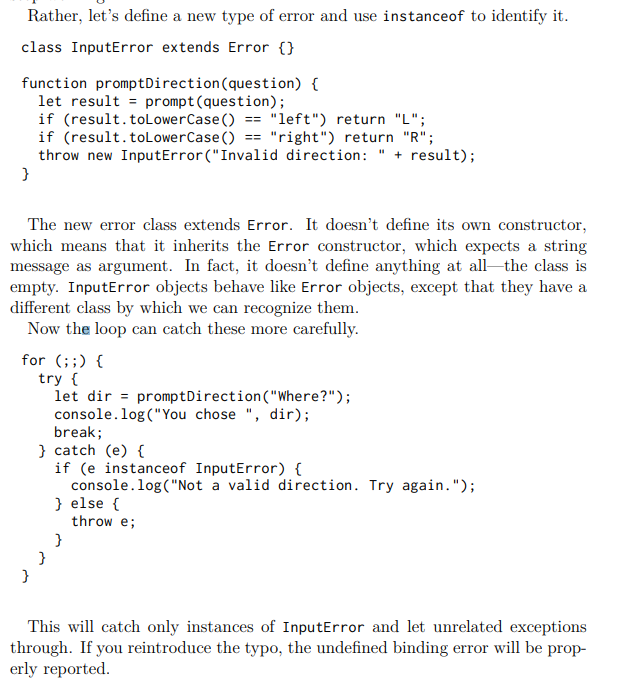 Rather, let's define a new type of error and use instanceof to identify it.
class InputError extends Error {}
function promptDirection(question) {
  let result = prompt(question);
  if (result.toLowerCase() == "left") return "L";
  if (result.toLowerCase() == "right") return "R";
  throw new InputError("Invalid direction: " + result);
}
The new error class extends Error. It doesn't define its own constructor,
which means that it inherits the Error constructor, which expects a string
message as argument. In fact, it doesn't define anything at all—the class is
empty. InputError objects behave like Error objects, except that they have a
different class by which we can recognize them.
Now the loop can catch these more carefully.
for (;;) {
  try {
    let dir = promptDirection("Where?");
    console.log("You chose ", dir);
    break;
  } catch (e) {
    if (e instanceof InputError) {
      console.log("Not a valid direction. Try again.");
    } else {
      throw e;
    }
  }
}
This will catch only instances of InputError and let unrelated exceptions
through. If you reintroduce the typo, the undefined binding error will be prop-
erly reported.